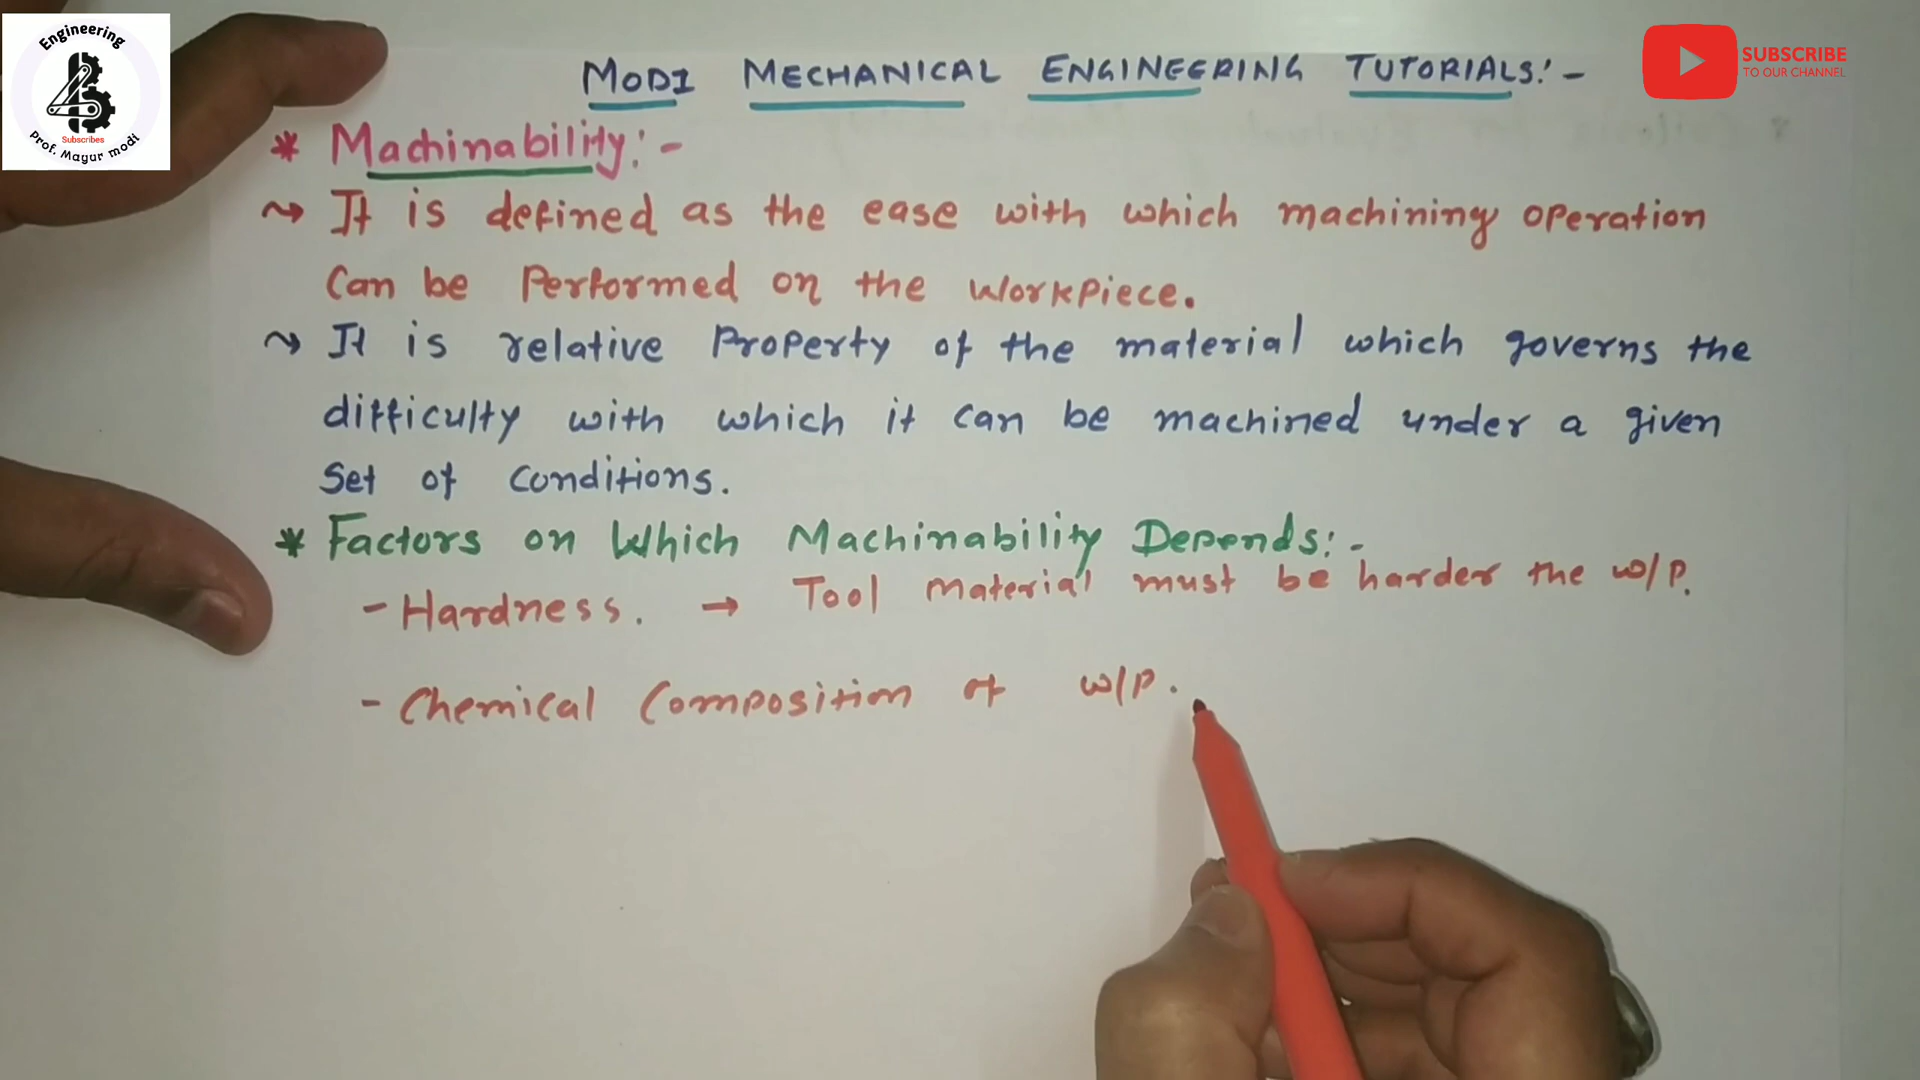 Engineering
Subscribes
Prof. Mayur modi
SUBSCRIBE
TO OUR CHANNEL
MODI MECHANICAL ENGINEERING TUTORIALS:-
* Machinability:-
~> It is defined as the ease with which machining operation
can be Performed on the workpiece.
~> It is relative Property of the material which governs the
difficulty with which it can be machined under a given
Set of Conditions.
* Factors on Which Machinability Depends:-
- Hardness. → Tool material must be harder the w/P.
- Chemical Composition of w/P.